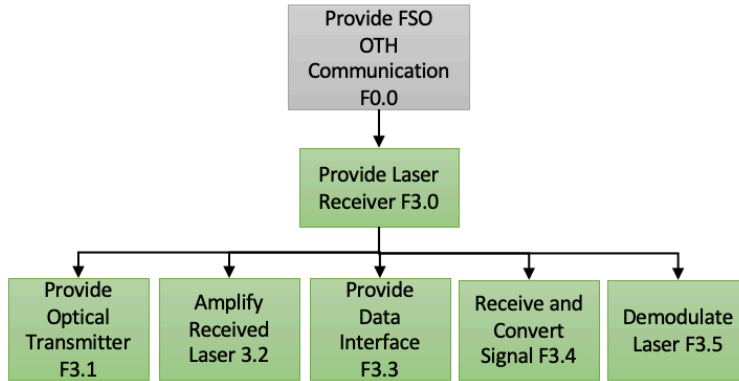 Provide FSO
OTH
Communication
F0.0
Provide Laser
Receiver F3.0
Provide
Optical
Transmitter
F3.1
Amplify
Received
Laser 3.2
Provide
Data
Interface
F3.3
Receive and
Convert
Signal F3.4
Demodulate
Laser F3.5